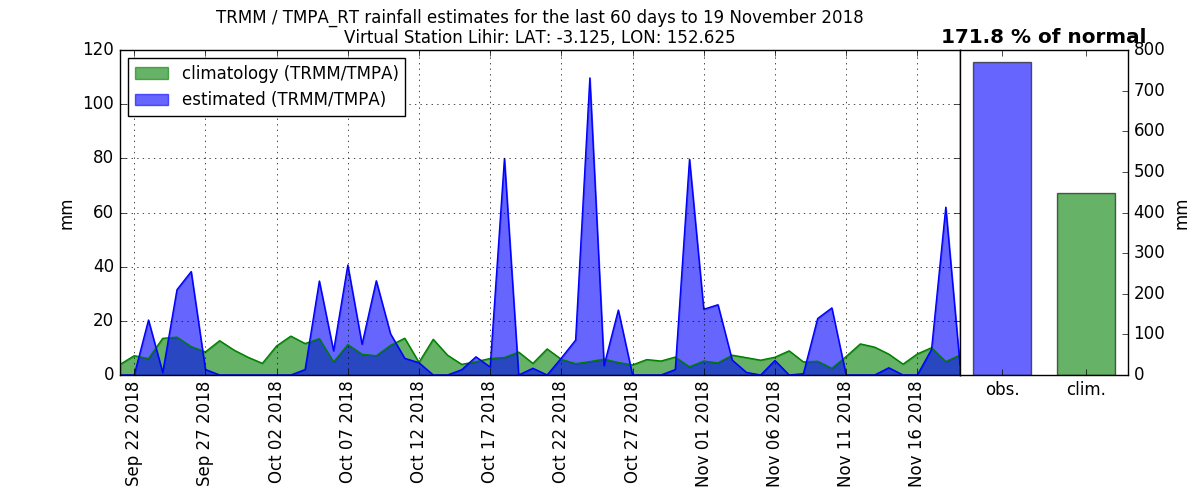 TRMM / TMPA_RT rainfall estimates for the last 60 days to 19 November 2018
Virtual Station Lihir: LAT: -3.125, LON: 152.625
171.8 % of normal
climatology (TRMM/TMPA)
estimated (TRMM/TMPA)
120
100
80
60
40
20
0
mm
800
700
600
500
400
300
200
100
0
mm
Sep 22 2018
Sep 27 2018
Oct 02 2018
Oct 07 2018
Oct 12 2018
Oct 17 2018
Oct 22 2018
Oct 27 2018
Nov 01 2018
Nov 06 2018
Nov 11 2018
Nov 16 2018
obs.
clim.